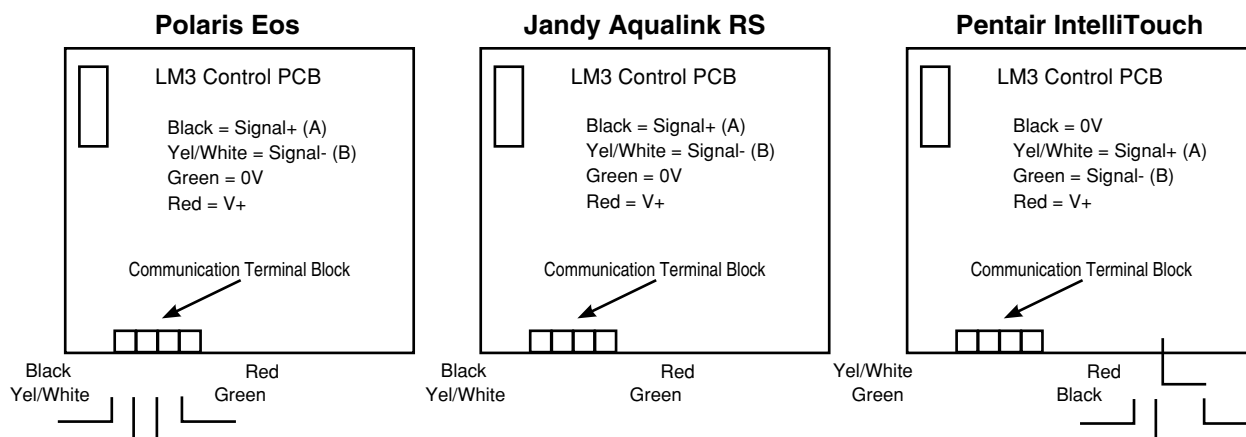 Polaris Eos
LM3 Control PCB
Black = Signal+ (A)
Yel/White = Signal- (B)
Green = 0V
Red = V+
Communication Terminal Block
Black
Red
Yel/White
Green
Jandy Aqualink RS
LM3 Control PCB
Black = Signal+ (A)
Yel/White = Signal- (B)
Green = 0V
Red = V+
Communication Terminal Block
Black
Red
Yel/White
Green
Pentair IntelliTouch
LM3 Control PCB
Black = 0V
Yel/White = Signal+ (A)
Green = Signal- (B)
Red = V+
Communication Terminal Block
Yel/White
Red
Green
Black